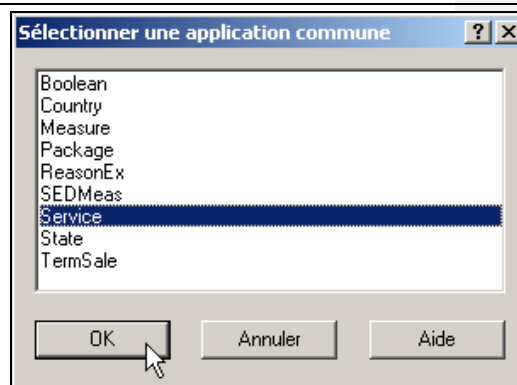 Sélectionner une application commune
Boolean
Country
Measure
Package
ReasonEx
SEDMeas
Service
State
TermSale
OK Annuler Aide